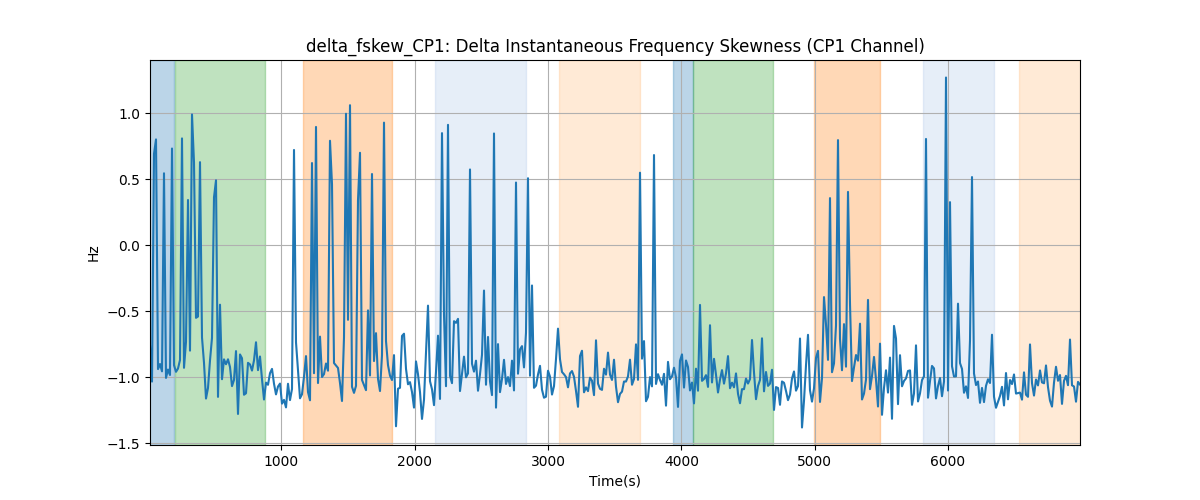 delta_fskew_CP1: Delta Instantaneous Frequency Skewness (CP1 Channel)
1.0
0.5
0.0
−0.5
−1.0
−1.5
Hz
1000 2000 3000 4000 5000 6000
Time(s)